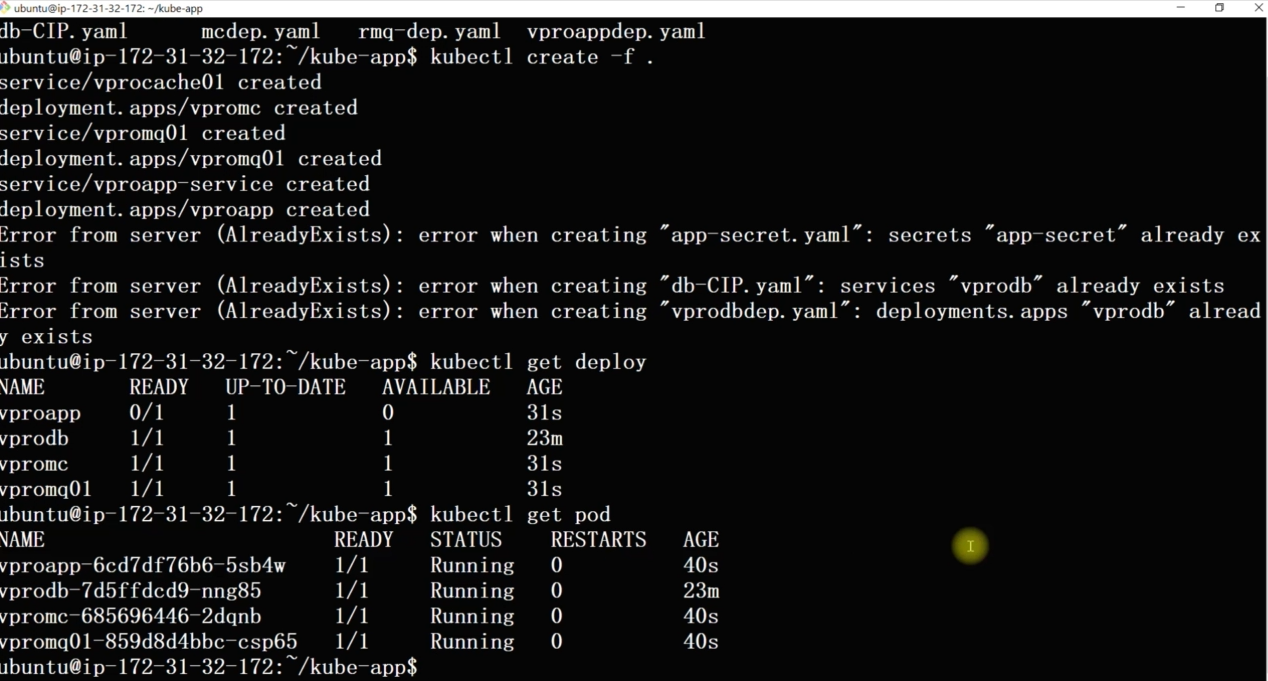 ubuntu@ip-172-31-32-172: ~/kube-app
db-CIP.yaml mcdep.yaml rmq-dep.yaml vproappdep.yaml
ubuntu@ip-172-31-32-172:~/kube-app$ kubectl create -f .
service/vprocache01 created
deployment.apps/vpromc created
service/vpromq01 created
deployment.apps/vpromq01 created
service/vproapp-service created
deployment.apps/vproapp created
Error from server (AlreadyExists): error when creating "app-secret.yaml": secrets "app-secret" already ex
ists
Error from server (AlreadyExists): error when creating "db-CIP.yaml": services "vprodb" already exists
Error from server (AlreadyExists): error when creating "vprodbdep.yaml": deployments.apps "vprodb" alread
y exists
ubuntu@ip-172-31-32-172:~/kube-app$ kubectl get deploy
NAME READY UP-TO-DATE AVAILABLE AGE
vproapp 0/1 1 0 31s
vprodb 1/1 1 1 23m
vpromc 1/1 1 1 31s
vpromq01 1/1 1 1 31s
ubuntu@ip-172-31-32-172:~/kube-app$ kubectl get pod
NAME READY STATUS RESTARTS AGE
vproapp-6cd7df76b6-5sb4w 1/1 Running 0 40s
vprodb-7d5ffdcd9-nng85 1/1 Running 0 23m
vpromc-685696446-2dqnb 1/1 Running 0 40s
vpromq01-859d8d4bbc-csp65 1/1 Running 0 40s
ubuntu@ip-172-31-32-172:~/kube-app$